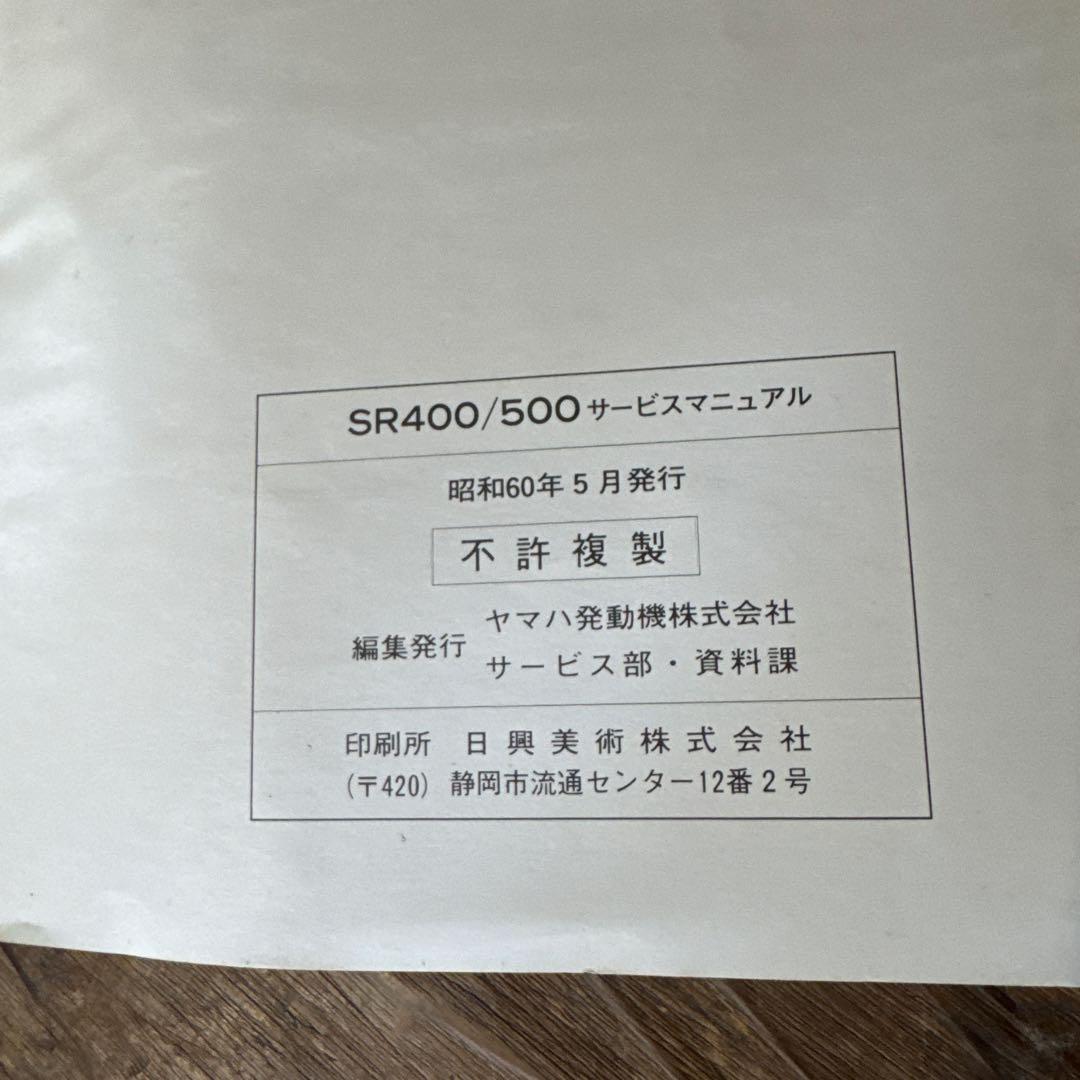 SR400/500サービスマニュアル
昭和60年5月発行
不許複製
編集発行 ヤマハ発動機株式会社
サービス部・資料課
印刷所 日興美術株式会社
(〒420) 静岡市流通センター12番2号